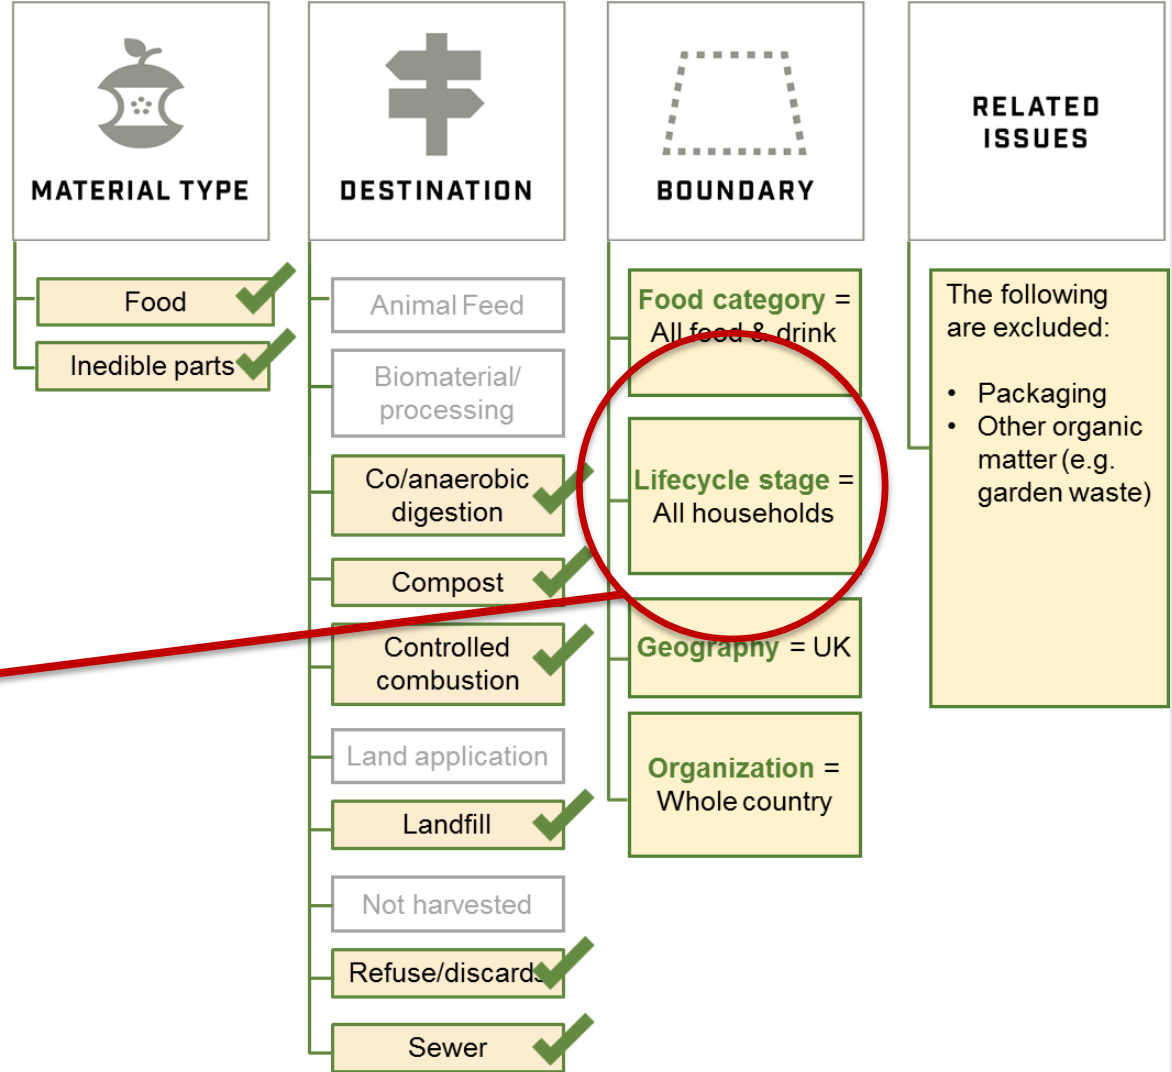 MATERIAL TYPE
Food
Inedible parts
DESTINATION
Animal Feed
Biomaterial/
processing
Co/anaerobic
digestion
Compost
Controlled
combustion
Land application
Landfill
Not harvested
Refuse/discards
Sewer
BOUNDARY
Food category =
All food & drink
Lifecycle stage =
All households
Geography = UK
Organization =
Whole country
RELATED
ISSUES
The following
are excluded:
• Packaging
• Other organic
matter (e.g.
garden waste)